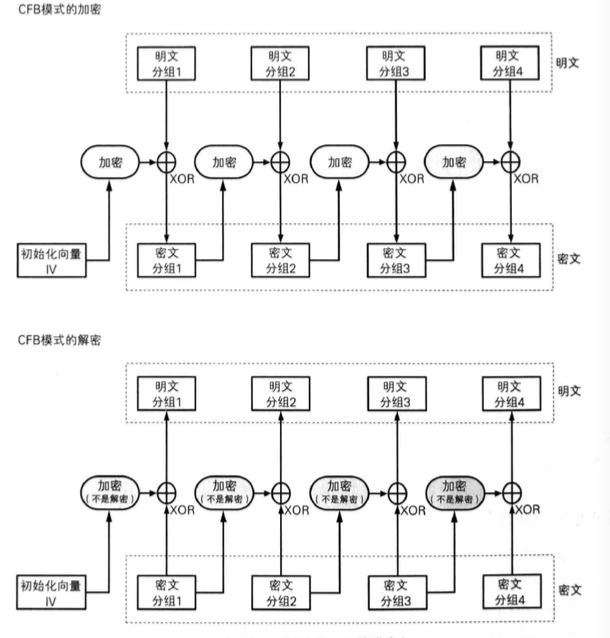 CFB模式的加密
明文
分组1
明文
分组2
明文
分组3
明文
分组4
明文
加密
XOR
加密
XOR
加密
XOR
加密
XOR
初始化向量
IV
密文
分组1
密文
分组2
密文
分组3
密文
分组4
密文
CFB模式的解密
明文
分组1
明文
分组2
明文
分组3
明文
分组4
明文
加密
(不是解密)
XOR
加密
(不是解密)
XOR
加密
(不是解密)
XOR
加密
(不是解密)
XOR
初始化向量
IV
密文
分组1
密文
分组2
密文
分组3
密文
分组4
密文